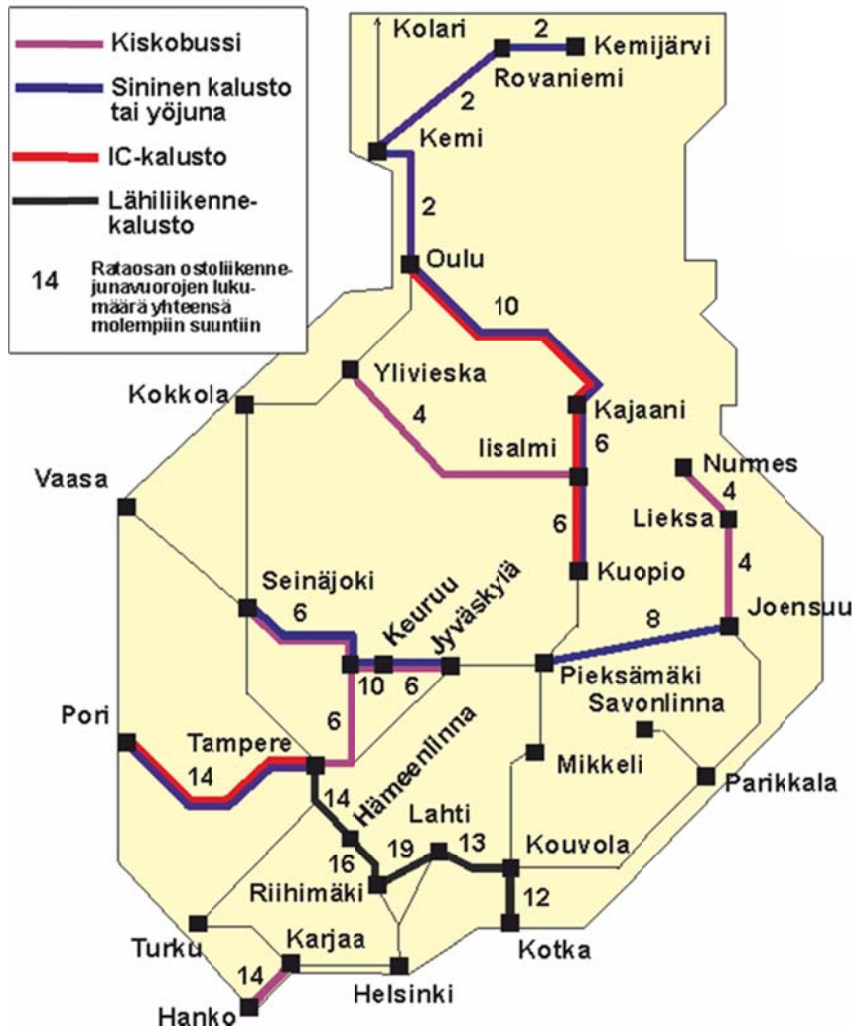 Kiskobussi
Sininen kalusto
tai yöjuna
IC-kalusto
Lähiliikenne-
kalusto
14
Rataosan ostoliikenne-
junavuorojen luku-
määrä yhteensä
molempiin suuntiin
Kolari
2
Kemijärvi
Rovaniemi
2
Kemi
2
Oulu
10
Ylivieska
Kokkola
4
Kajaani
Iisalmi
6
Nurmes
Vaasa
4
6
Lieksa
Kuopio
4
Seinäjoki
6
Keuruu
Jyväskylä
8
Joensuu
10
6
Pieksämäki
Savonlinna
Pori
6
Tampere
Hämeenlinna
Mikkeli
14
Parikkala
14
Lahti
19
13
Kouvola
16
Riihimäki
12
Turku
Karjaa
Kotka
14
Helsinki
Hanko